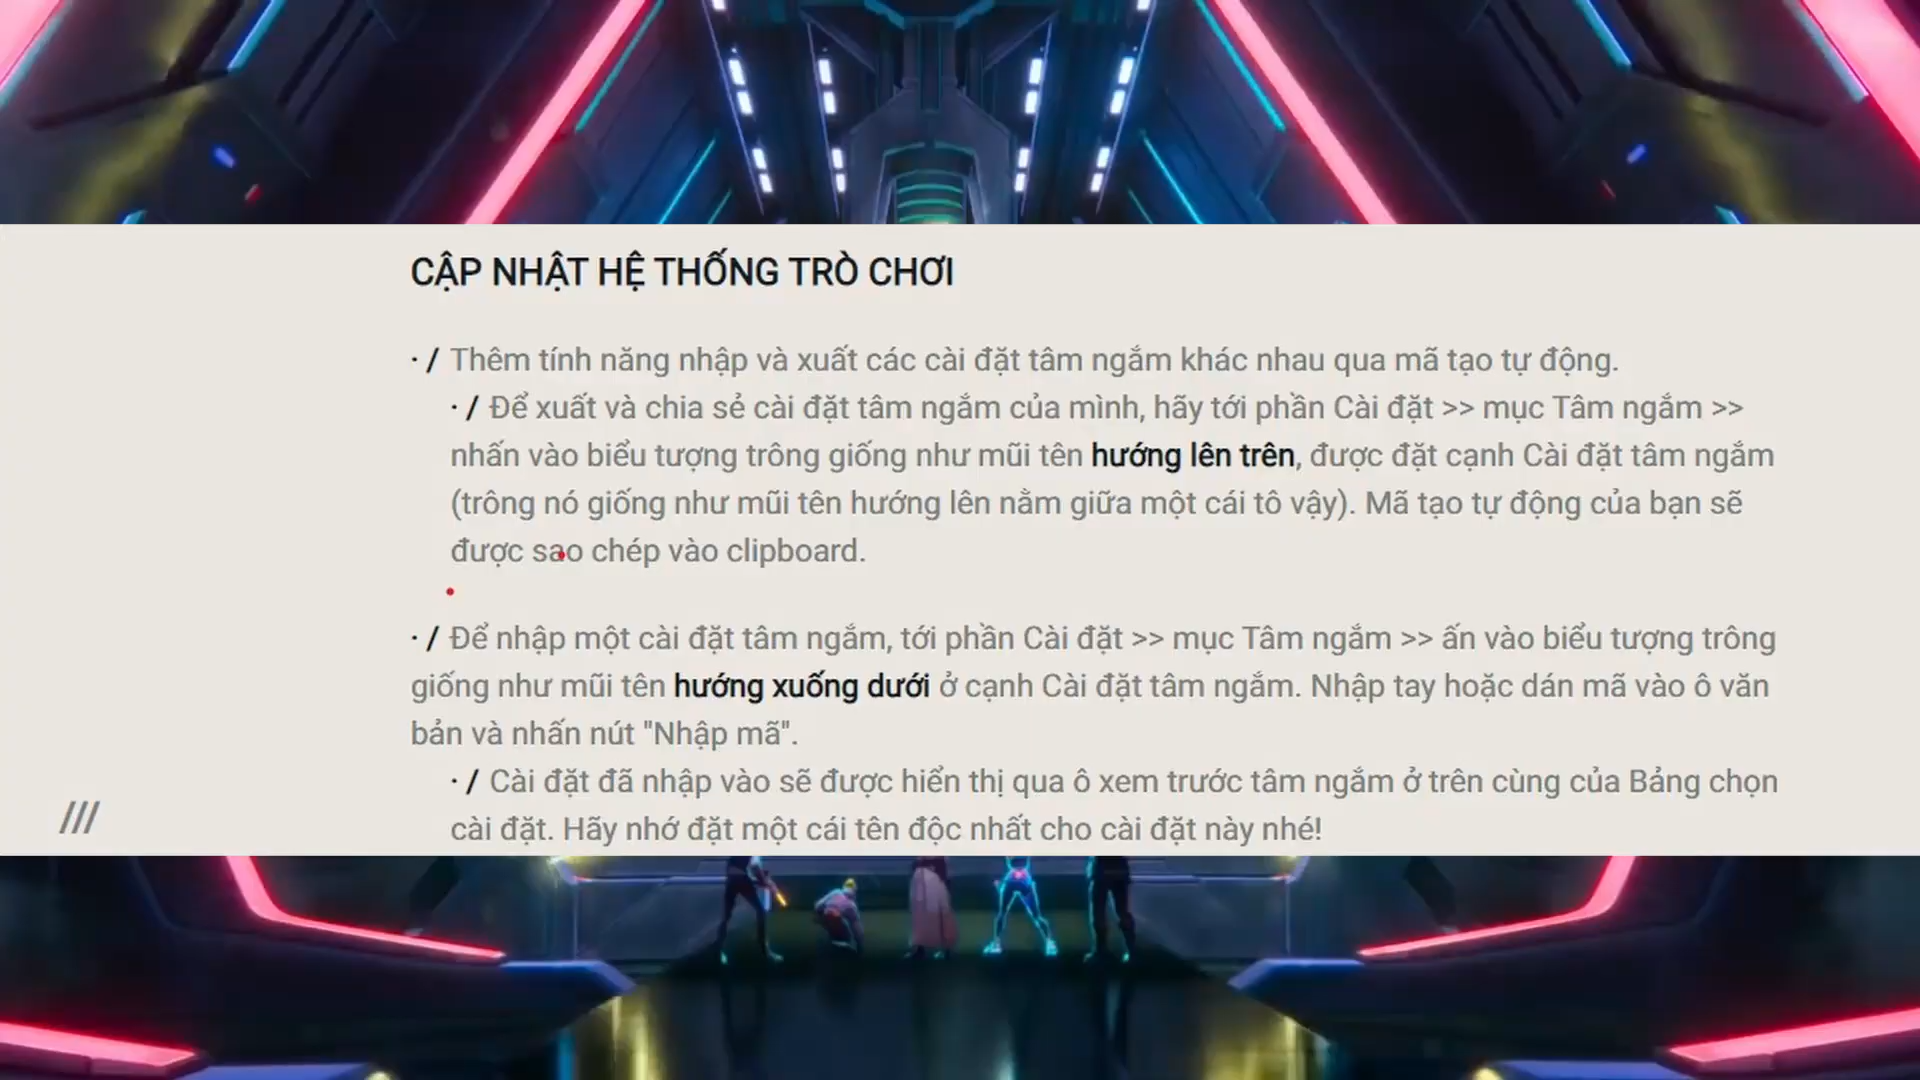 CẬP NHẬT HỆ THỐNG TRÒ CHƠI
· / Thêm tính năng nhập và xuất các cài đặt tâm ngắm khác nhau qua mã tạo tự động.
· / Để xuất và chia sẻ cài đặt tâm ngắm của mình, hãy tới phần Cài đặt >> mục Tâm ngắm >>
nhấn vào biểu tượng trông giống như mũi tên hướng lên trên, được đặt cạnh Cài đặt tâm ngắm
(trông nó giống như mũi tên hướng lên nằm giữa một cái tô vậy). Mã tạo tự động của bạn sẽ
được sao chép vào clipboard.
· / Để nhập một cài đặt tâm ngắm, tới phần Cài đặt >> mục Tâm ngắm >> ấn vào biểu tượng trông
giống như mũi tên hướng xuống dưới ở cạnh Cài đặt tâm ngắm. Nhập tay hoặc dán mã vào ô văn
bản và nhấn nút "Nhập mã".
· / Cài đặt đã nhập vào sẽ được hiển thị qua ô xem trước tâm ngắm ở trên cùng của Bảng chọn
cài đặt. Hãy nhớ đặt một cái tên độc nhất cho cài đặt này nhé!
///